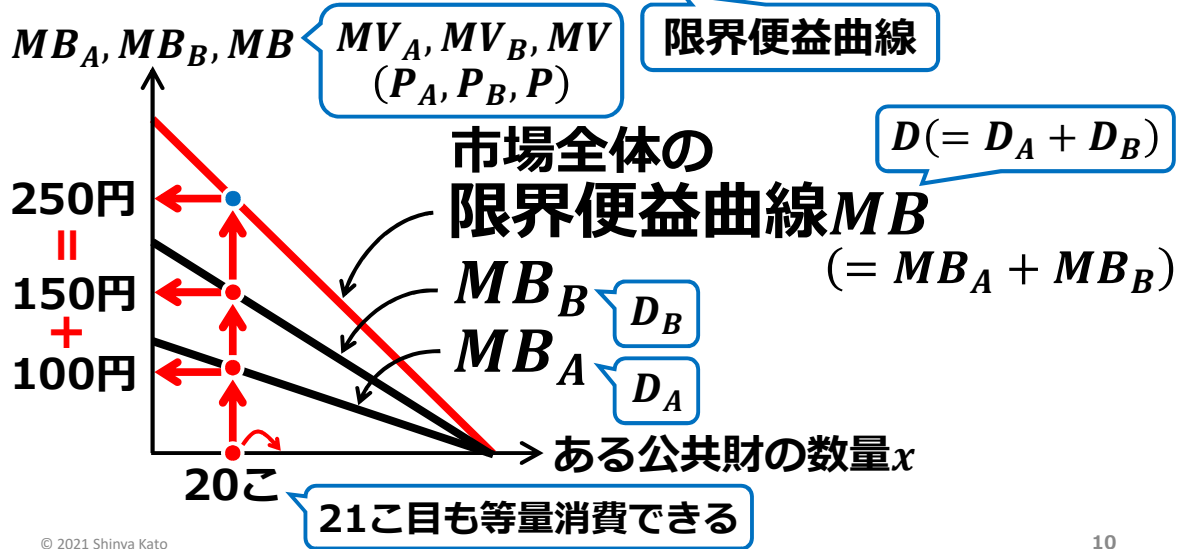 MB_A, MB_B, MB
MV_A, MV_B, MV
(P_A, P_B, P)
限界便益曲線
D(= D_A + D_B)
市場全体の
限界便益曲線MB
(= MB_A + MB_B)
250円
=
150円
+
100円
MB_B
D_B
MB_A
D_A
ある公共財の数量x
20こ
21こ目も等量消費できる
© 2021 Shinya Kato
10